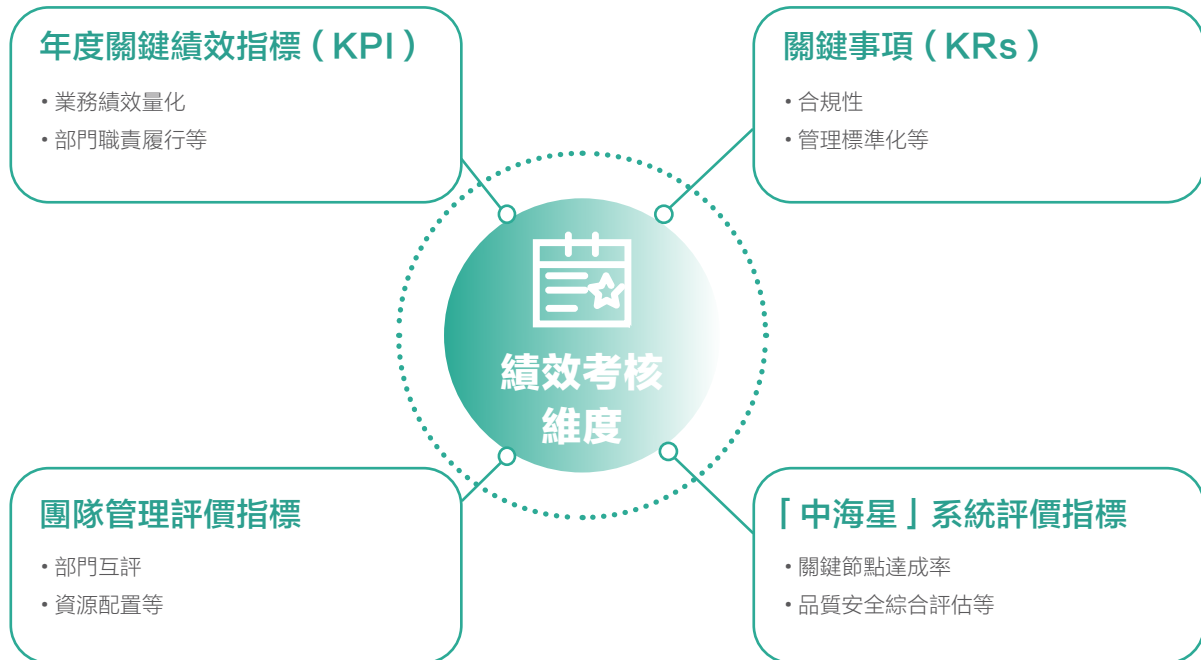 年度關鍵績效指標（KPI）
• 業務績效量化
• 部門職責履行等
關鍵事項（KRs）
• 合規性
• 管理標準化等
績效考核
維度
團隊管理評價指標
• 部門互評
• 資源配置等
「中海星」系統評價指標
• 關鍵節點達成率
• 品質安全綜合評估等